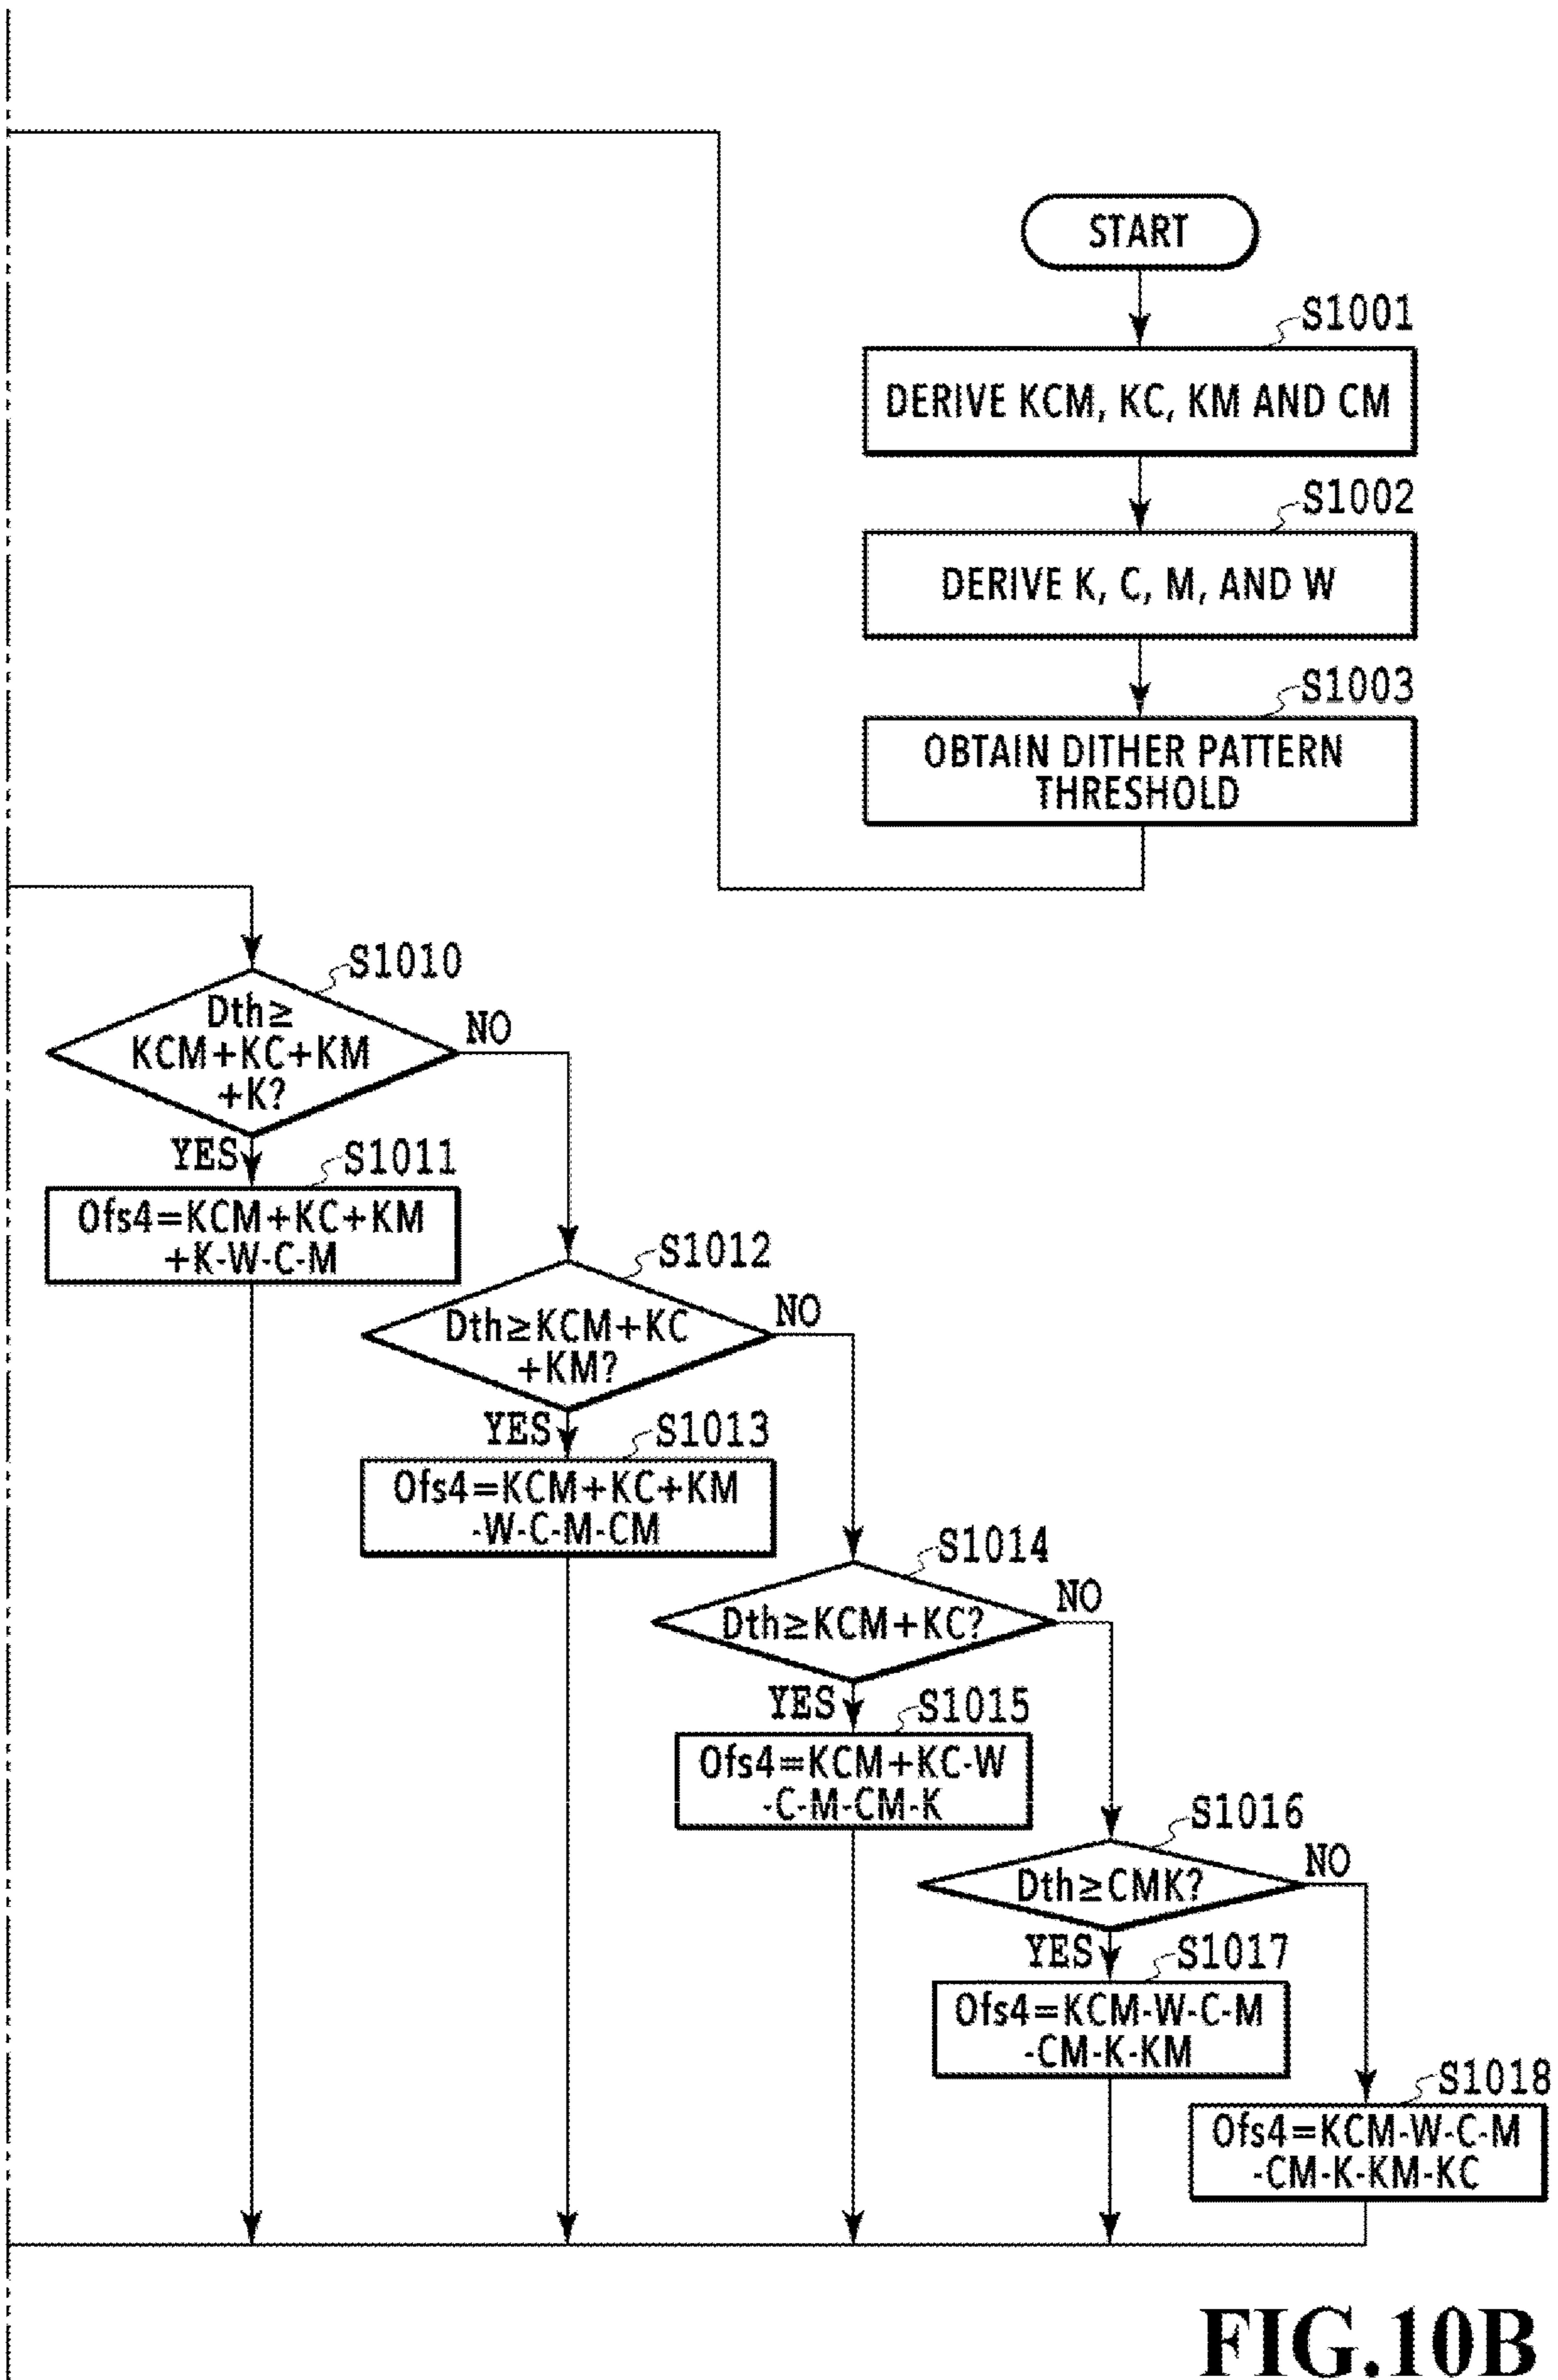 START
S1001
DERIVE KCM, KC, KM AND CM
S1002
DERIVE K, C, M, AND W
S1003
OBTAIN DITHER PATTERN
THRESHOLD
S1010
Dth≥
KCM+KC+KM
+K?
NO
YES
S1011
Ofs4=KCM+KC+KM
+K-W-C-M
S1012
Dth≥KCM+KC
+KM?
NO
YES
S1013
Ofs4=KCM+KC+KM
-W-C-M-CM
S1014
Dth≥KCM+KC?
NO
YES
S1015
Ofs4=KCM+KC-W
-C-M-CM-K
S1016
Dth≥CMK?
NO
YES
S1017
Ofs4=KCM-W-C-M
-CM-K-KM
S1018
Ofs4=KCM-W-C-M
-CM-K-KM-KC
FIG.10B